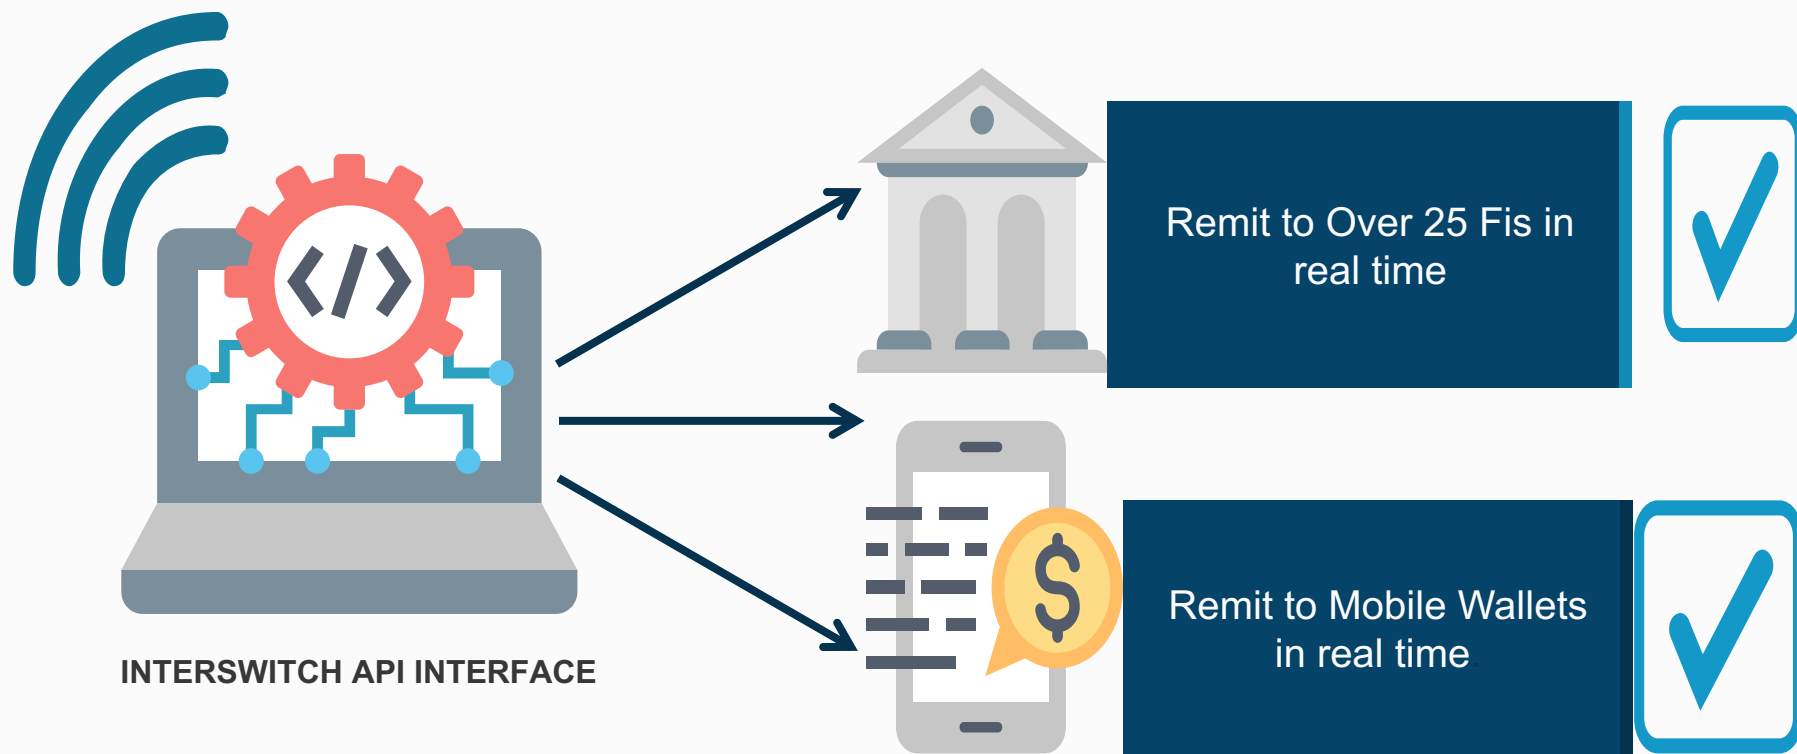 Remit to Over 25 Fis in
real time
Remit to Mobile Wallets
in real time.
INTERSWITCH API INTERFACE